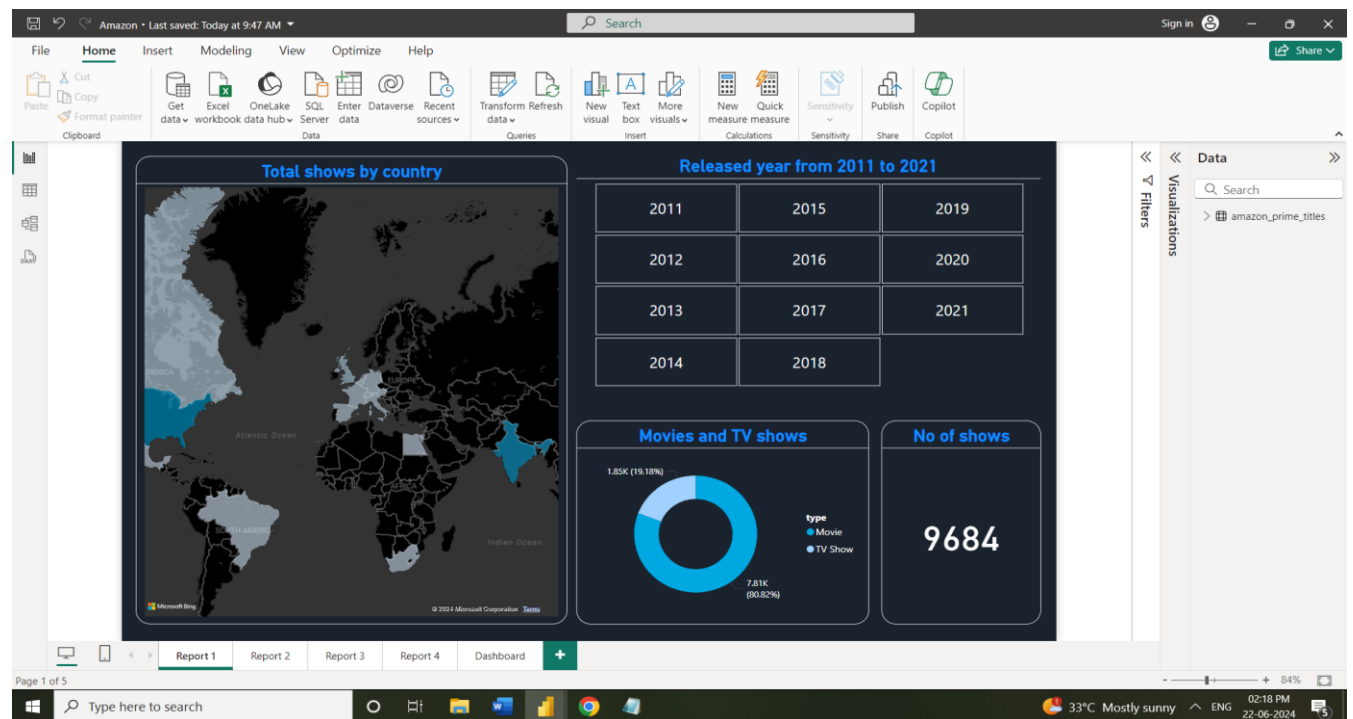 Amazon • Last saved: Today at 9:47 AM
Search
Sign in
File Home Insert Modeling View Optimize Help
Share
Paste
Cut
Copy
Format painter
Clipboard
Get data
Excel workbook
OneLake data hub
SQL Server
Enter data
Dataverse
Recent sources
Data
Transform data
Refresh
Queries
New visual
Text box
More visuals
Insert
New measure
Quick measure
Calculations
Sensitivity
Sensitivity
Publish
Share
Copilot
Copilot
Total shows by country
EUROPE
Atlantic Ocean
AFRICA
SOUTH AMERICA
Indian Ocean
Microsoft Bing
© 2024 Microsoft Corporation Terms
Released year from 2011 to 2021
2011 2015 2019
2012 2016 2020
2013 2017 2021
2014 2018
Movies and TV shows
1.85K (19.18%)
type
Movie
TV Show
7.81K
(80.82%)
No of shows
9684
Filters
Visualizations
Data
Search
amazon_prime_titles
Report 1 Report 2 Report 3 Report 4 Dashboard
Page 1 of 5
84%
Type here to search
33°C Mostly sunny
ENG
02:18 PM
22-06-2024